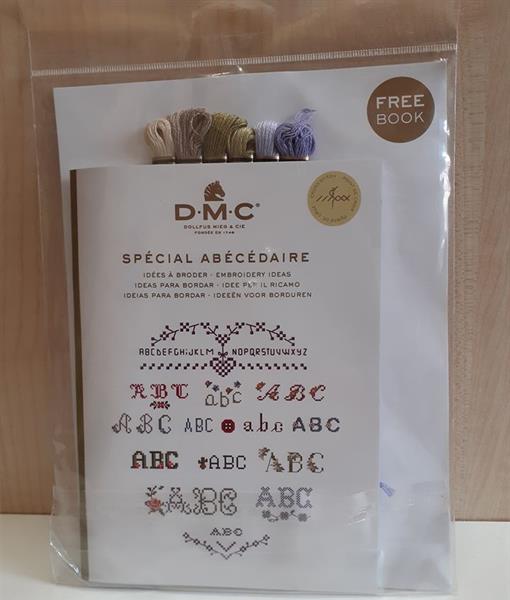 FREE
BOOK
D·M·C
DOLLFUS MIEG & CIE
FONDÉE EN 1746
SPÉCIAL ABÉCÉDAIRE
IDÉES À BRODER - EMBROIDERY IDEAS
IDEAS PARA BORDAR - IDEE PER IL RICAMO
IDEIAS PARA BORDAR - IDEEËN VOOR BORDUREN
ABCDEFGHIJKLM NOPQRSTUVWXYZ
ABC abc ABC
ABC ABC abc ABC
ABC ABC ABC
ABC ABC
ABC